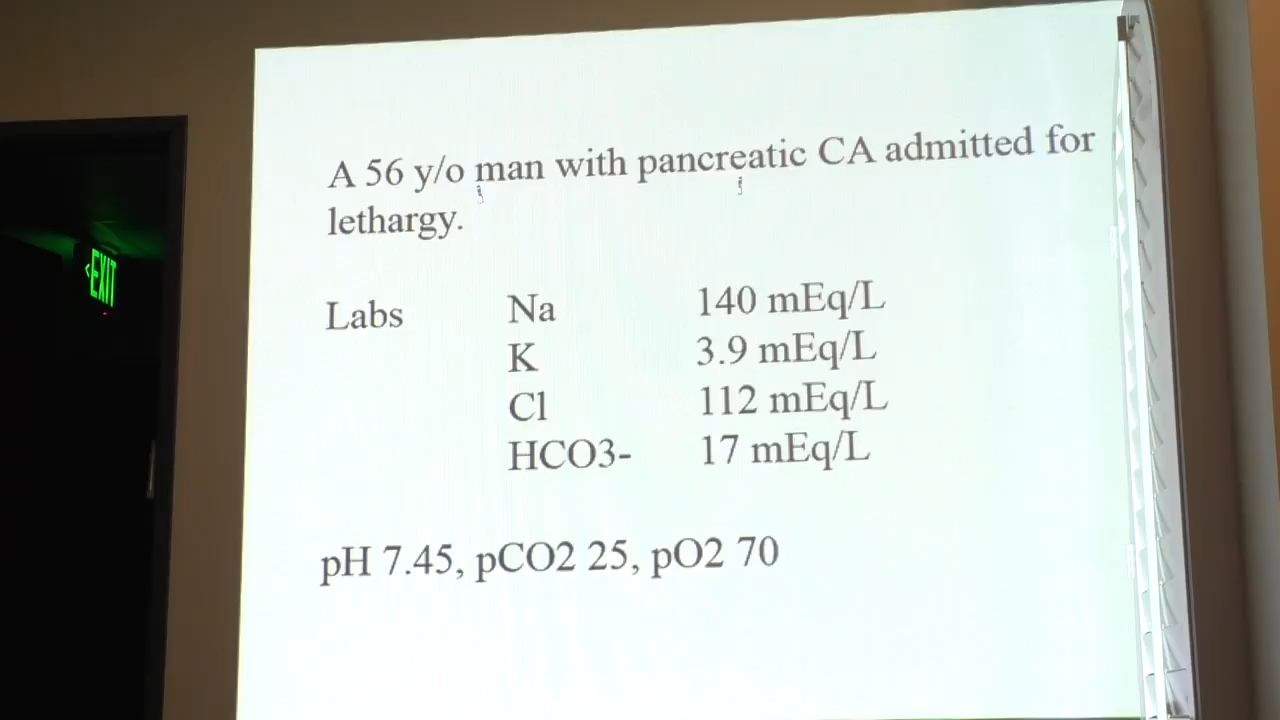 A 56 y/o man with pancreatic CA admitted for
lethargy.
Labs Na 140 mEq/L
K 3.9 mEq/L
Cl 112 mEq/L
HCO3- 17 mEq/L
pH 7.45, pCO2 25, pO2 70
<EXIT